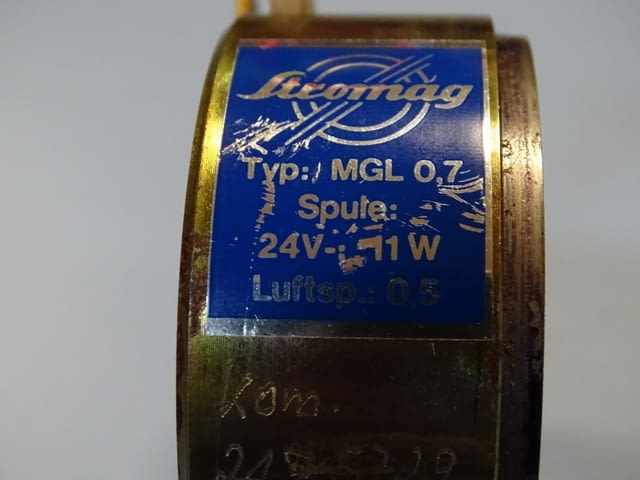 Stromag
Typ: MGL 0,7
Spule:
24V-: 11 W
Luftsp.: 0,5
Kom.